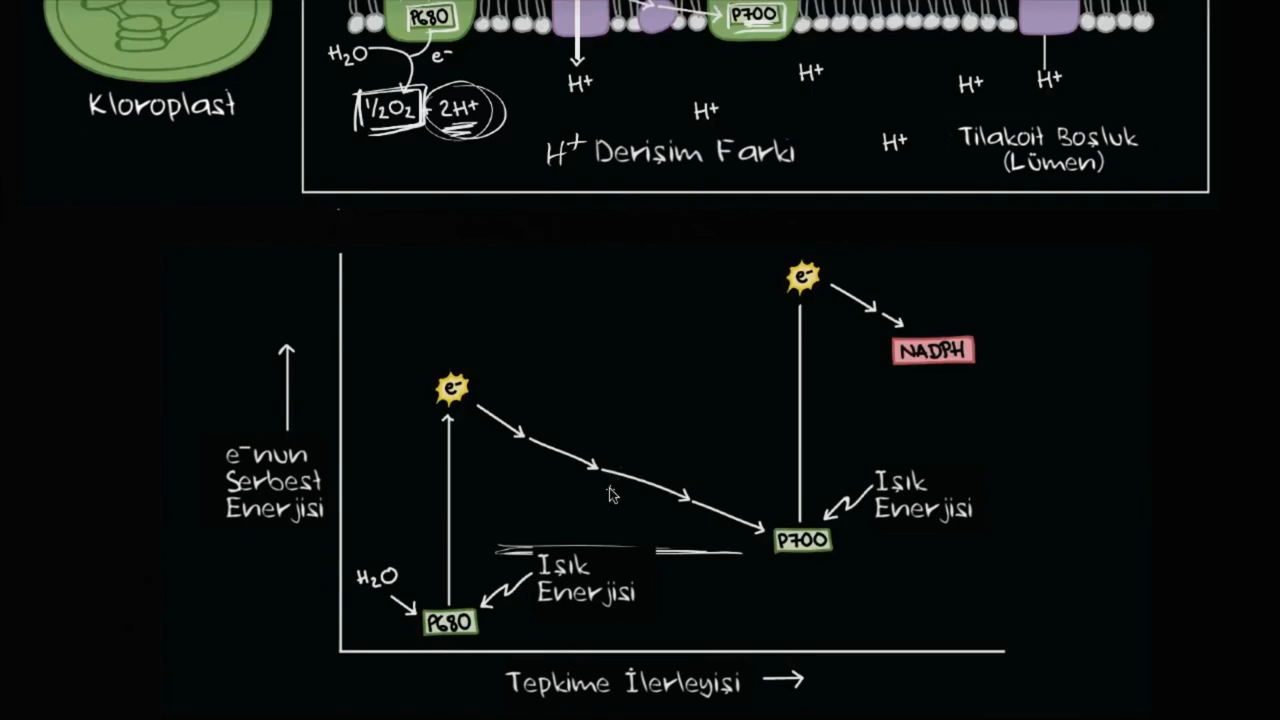 P680
P700
H₂O
e⁻
H⁺
H⁺
H⁺
H⁺
H⁺
Kloroplast
½O₂ + 2H⁺
H⁺
H⁺ Derişim Farkı
H⁺
Tilakoit Boşluk
(Lümen)
e⁻
NADPH
e⁻
e⁻nun
Serbest
Enerjisi
Işık
Enerjisi
P700
H₂O
Işık
Enerjisi
P680
Tepkime İlerleyişi